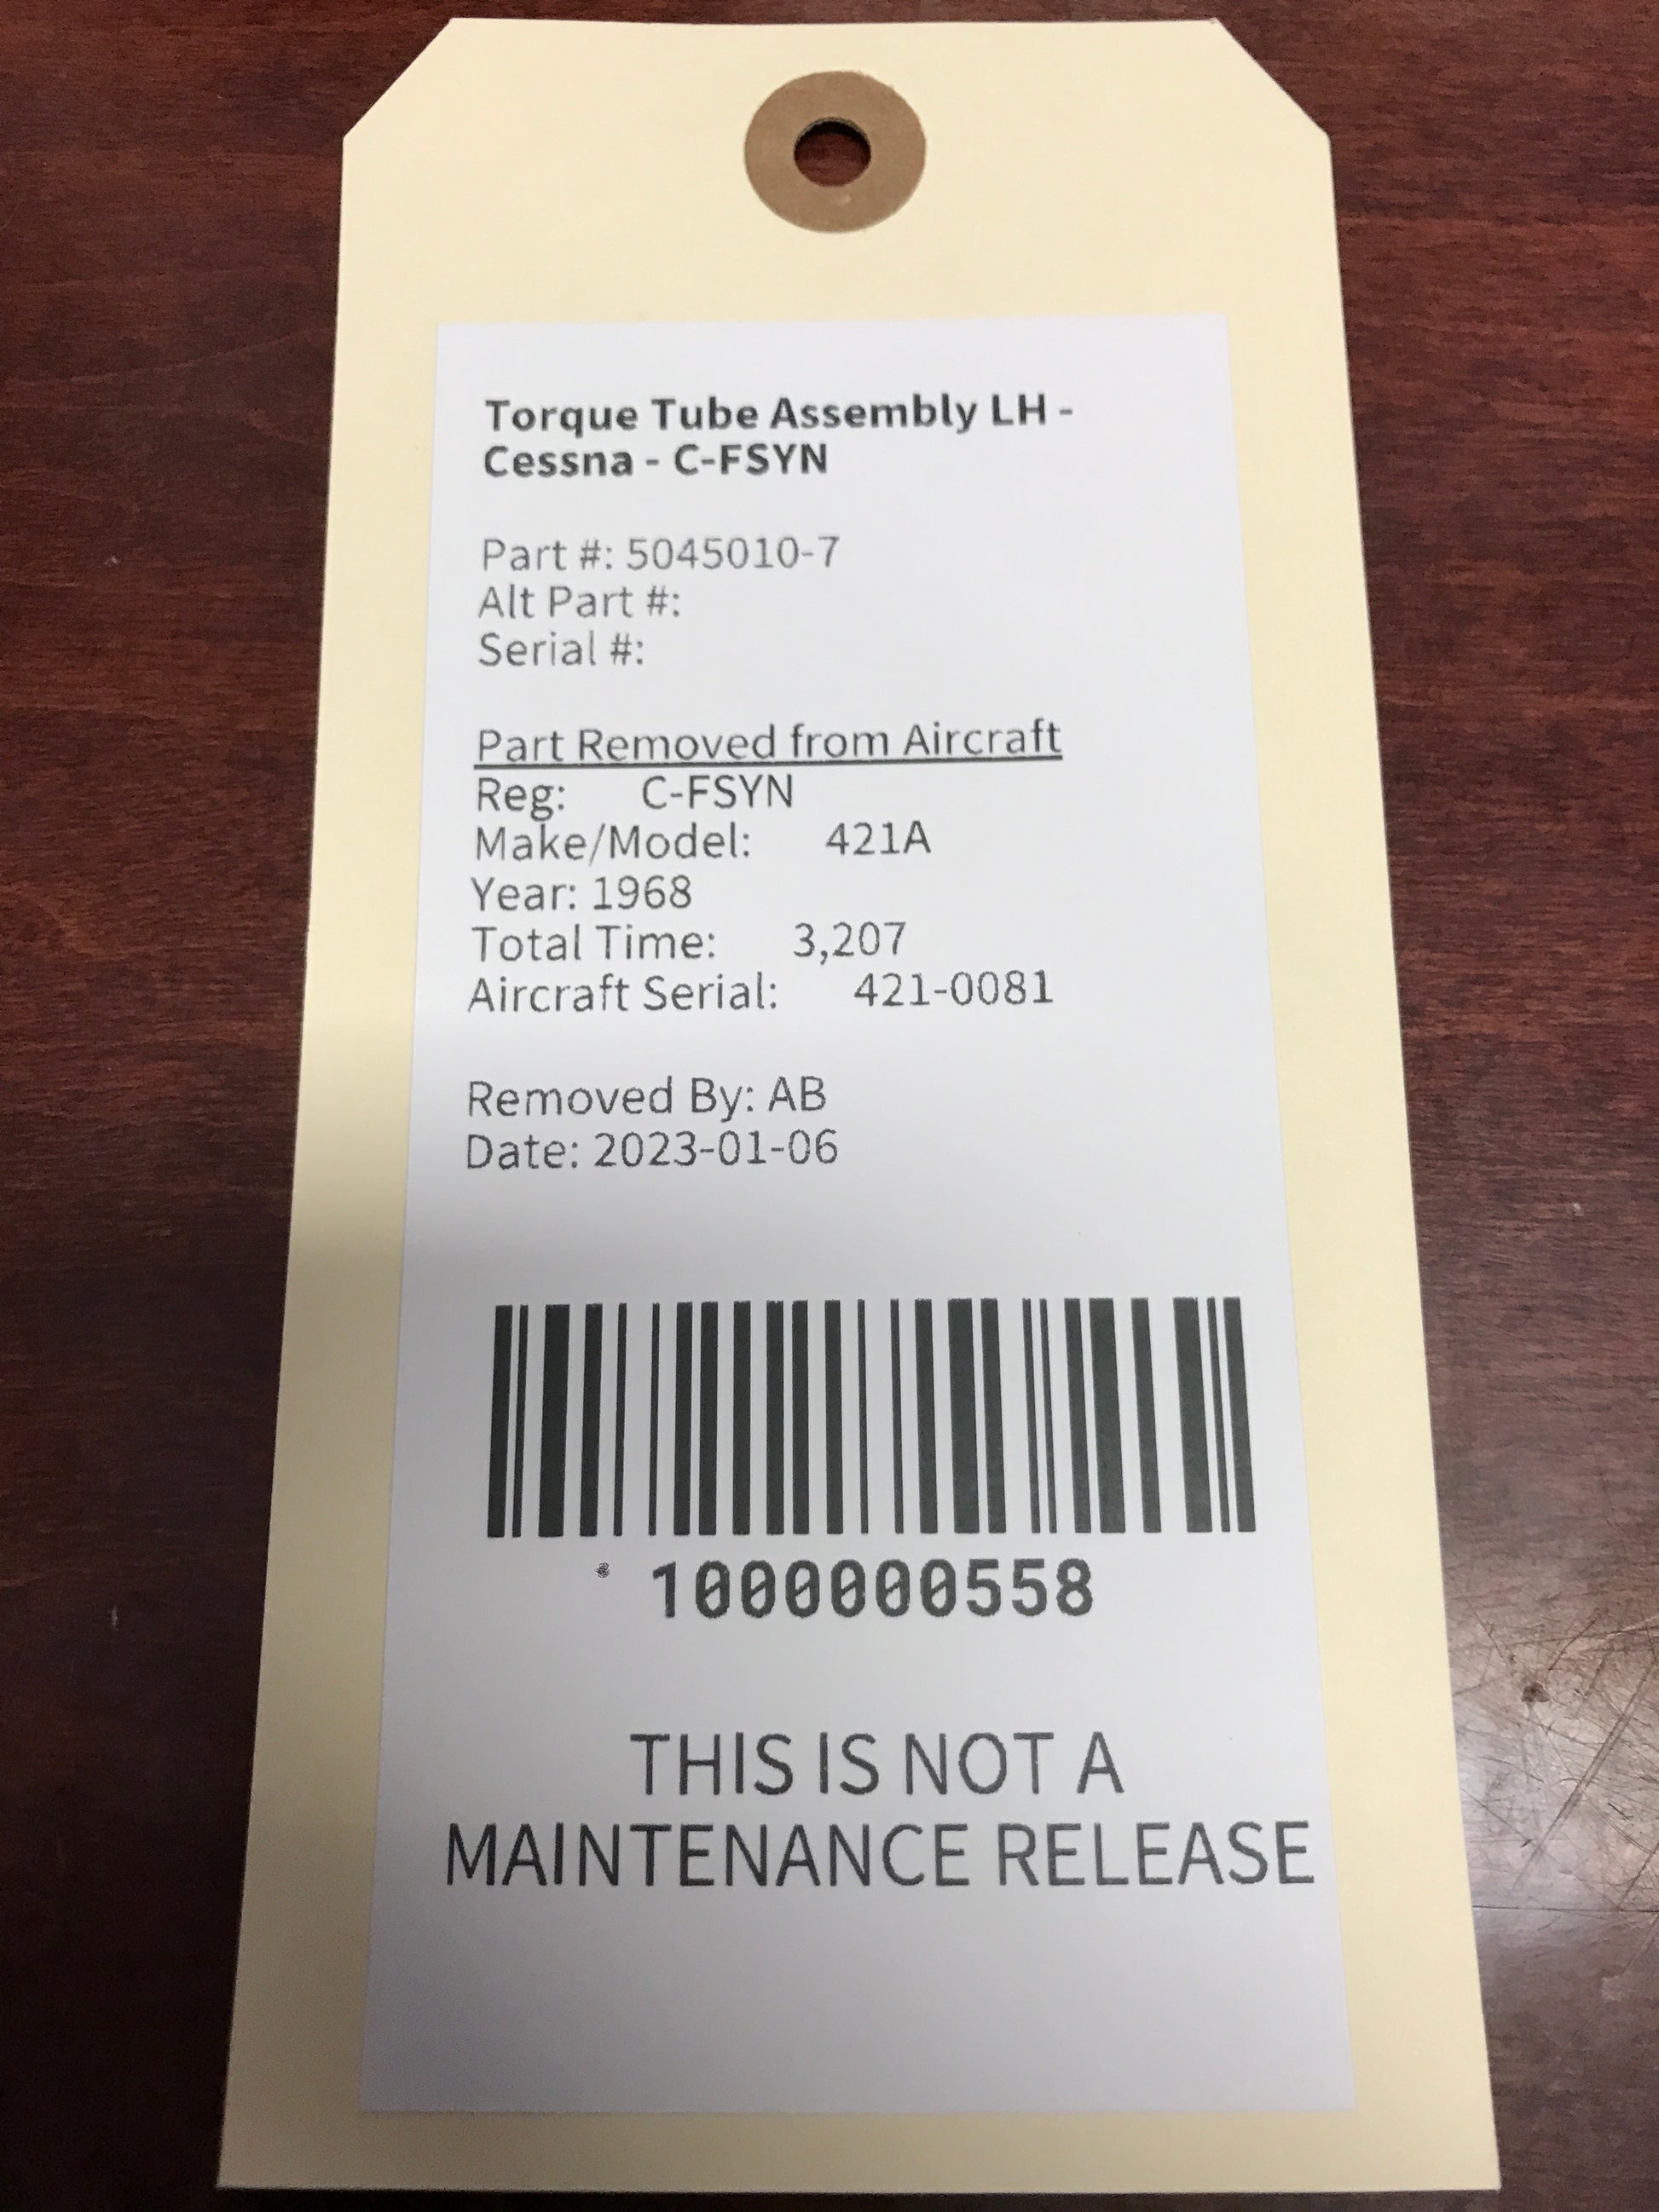 Torque Tube Assembly LH -
Cessna - C-FSYN
Part #: 5045010-7
Alt Part #:
Serial #:
Part Removed from Aircraft
Reg: C-FSYN
Make/Model: 421A
Year: 1968
Total Time: 3,207
Aircraft Serial: 421-0081
Removed By: AB
Date: 2023-01-06
1000000558
THIS IS NOT A
MAINTENANCE RELEASE